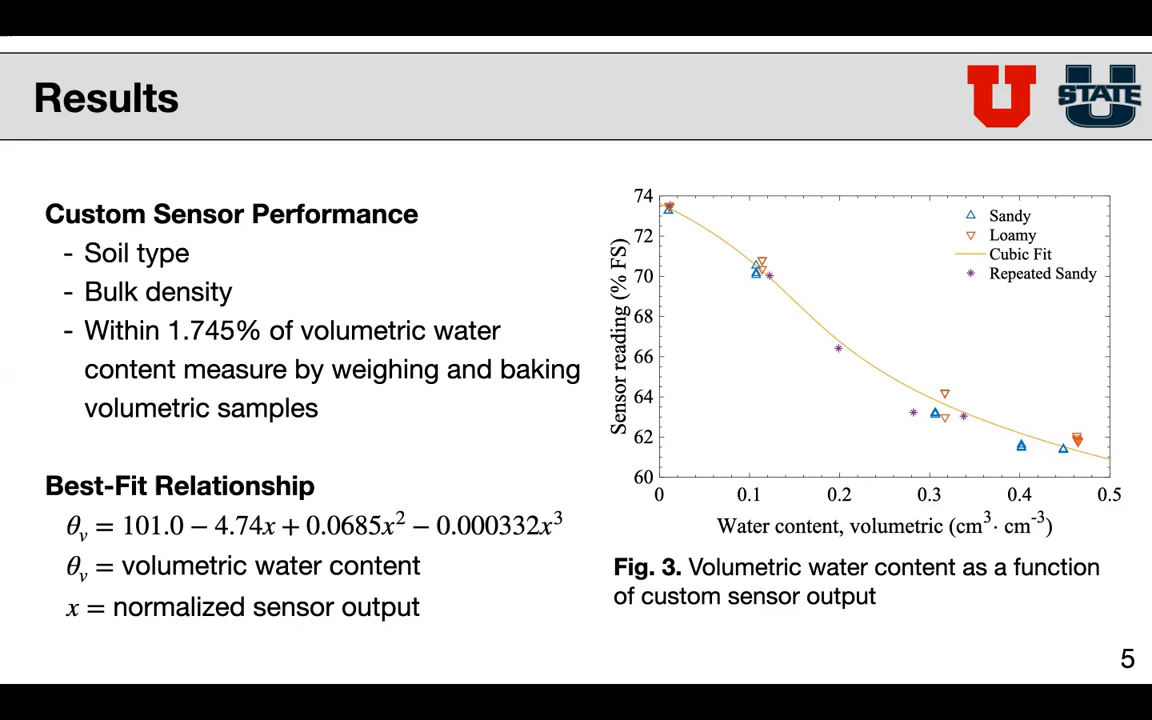 Results
U
STATE
Custom Sensor Performance
- Soil type
- Bulk density
- Within 1.745% of volumetric water
content measure by weighing and baking
volumetric samples
Best-Fit Relationship
θᵥ = 101.0 − 4.74x + 0.0685x² − 0.000332x³
θᵥ = volumetric water content
x = normalized sensor output
74
72
70
68
66
64
62
60
Sensor reading (% FS)
Sandy
Loamy
Cubic Fit
Repeated Sandy
0 0.1 0.2 0.3 0.4 0.5
Water content, volumetric (cm³· cm⁻³)
Fig. 3. Volumetric water content as a function
of custom sensor output
5